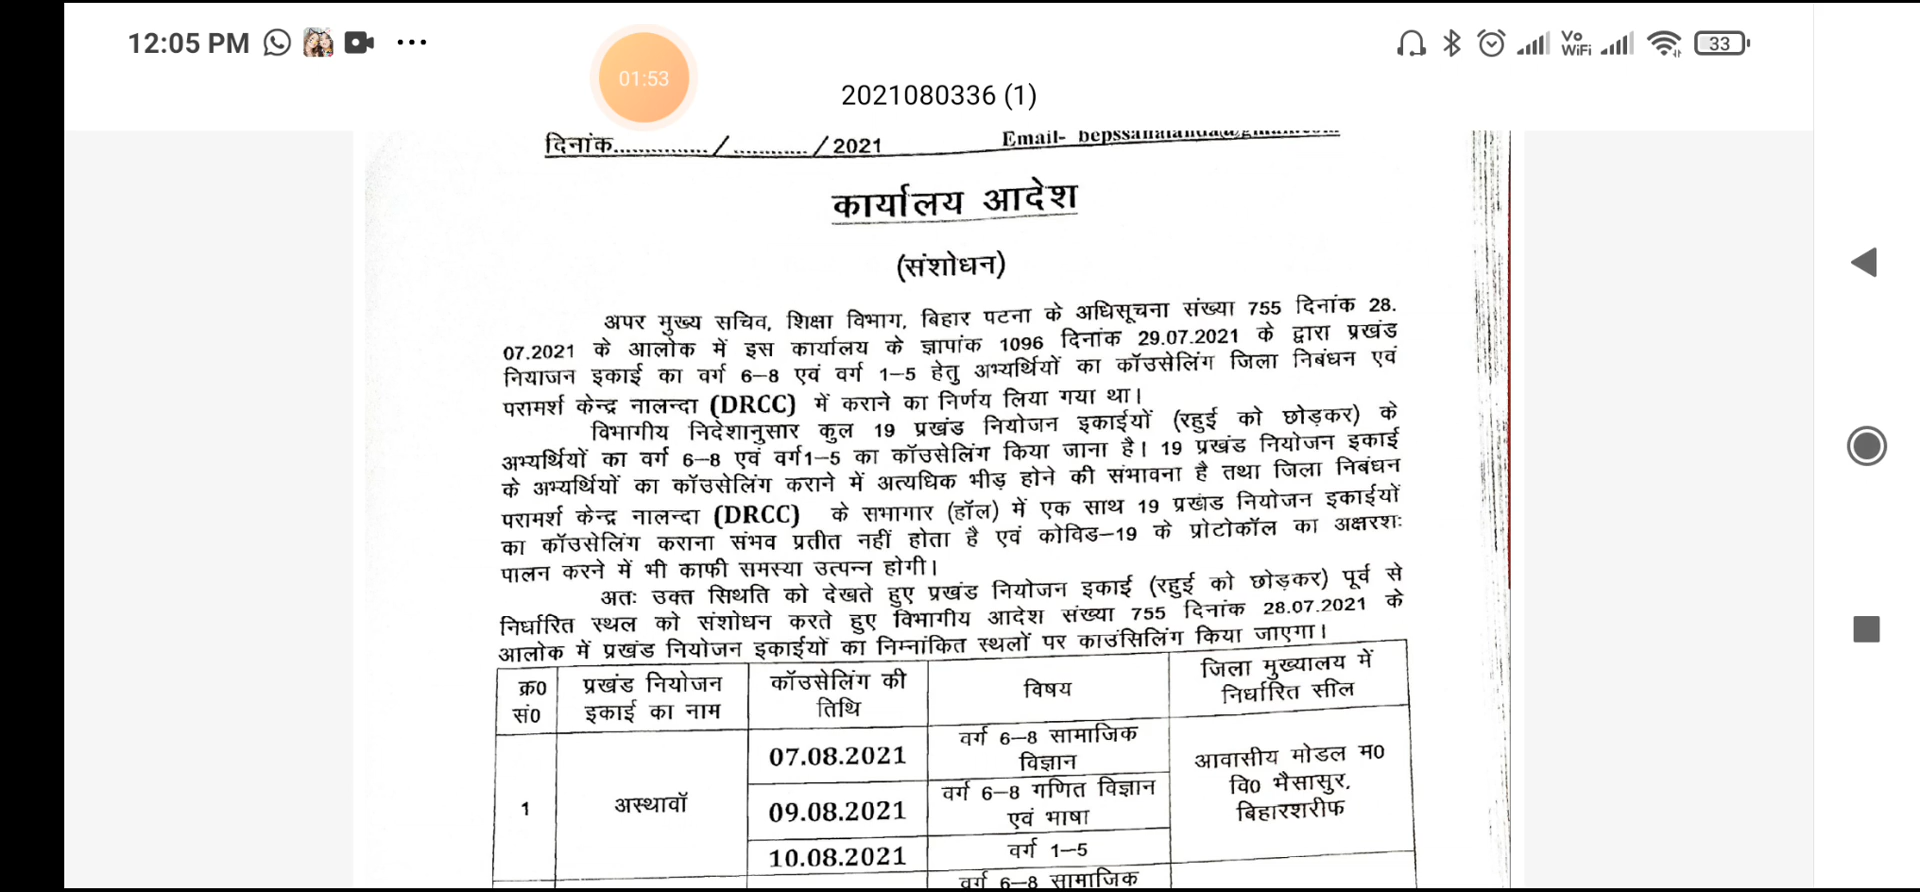 12:05 PM
01:53
Vo
WiFi
33
2021080336 (1)
दिनांक............../.........../2021
Email-
कार्यालय आदेश
(संशोधन)
अपर मुख्य सचिव, शिक्षा विभाग, बिहार पटना के अधिसूचना संख्या 755 दिनांक 28.
07.2021 के आलोक में इस कार्यालय के ज्ञापांक 1096 दिनांक 29.07.2021 के द्वारा प्रखंड
नियाजन इकाई का वर्ग 6–8 एवं वर्ग 1–5 हेतु अभ्यर्थियों का कॉउसेलिंग जिला निबंधन एवं
परामर्श केन्द्र नालन्दा (DRCC) में कराने का निर्णय लिया गया था।
विभागीय निदेशानुसार कुल 19 प्रखंड नियोजन इकाईयों (रहुई को छोड़कर) के
अभ्यर्थियों का वर्ग 6–8 एवं वर्ग1–5 का कॉउसेलिंग किया जाना है। 19 प्रखंड नियोजन इकाई
के अभ्यर्थियों का कॉउसेलिंग कराने में अत्यधिक भीड़ होने की संभावना है तथा जिला निबंधन
परामर्श केन्द्र नालन्दा (DRCC) के सभागार (हॉल) में एक साथ 19 प्रखंड नियोजन इकाईयों
का कॉउसेलिंग कराना संभव प्रतीत नहीं होता है एवं कोविड–19 के प्रोटोकॉल का अक्षरशः
पालन करने में भी काफी समस्या उत्पन्न होगी।
अतः उक्त सिथति को देखते हुए प्रखंड नियोजन इकाई (रहुई को छोड़कर) पूर्व से
निर्धारित स्थल को संशोधन करते हुए विभागीय आदेश संख्या 755 दिनांक 28.07.2021 के
आलोक में प्रखंड नियोजन इकाईयों का निम्नांकित स्थलों पर काउंसिलिंग किया जाएगा।
क्र0 सं0
प्रखंड नियोजन इकाई का नाम
कॉउसेलिंग की तिथि
विषय
जिला मुख्यालय में निर्धारित सील
1
अस्थावॉ
07.08.2021
वर्ग 6–8 सामाजिक
विज्ञान
09.08.2021
वर्ग 6–8 गणित विज्ञान
एवं भाषा
10.08.2021
वर्ग 1–5
आवासीय मोडल म0
वि0 भैसासुर,
बिहारशरीफ
वर्ग 6–8 सामाजिक